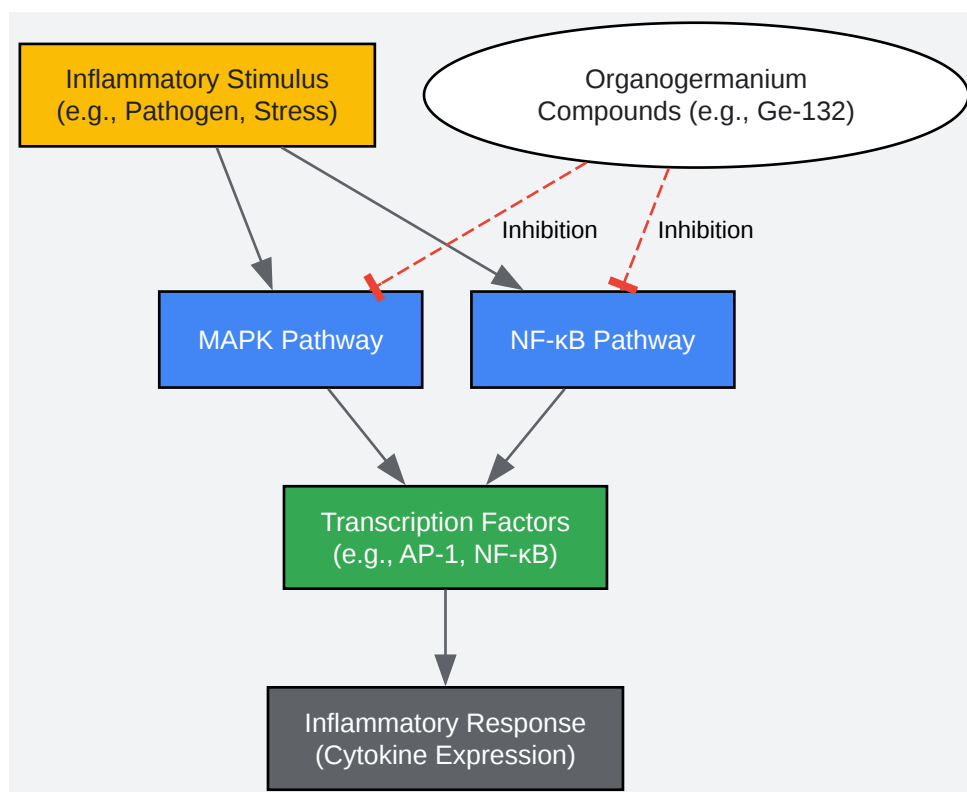 Inflammatory Stimulus
(e.g., Pathogen, Stress)
Organogermanium
Compounds (e.g., Ge-132)
Inhibition
Inhibition
MAPK Pathway
NF-κB Pathway
Transcription Factors
(e.g., AP-1, NF-κB)
Inflammatory Response
(Cytokine Expression)